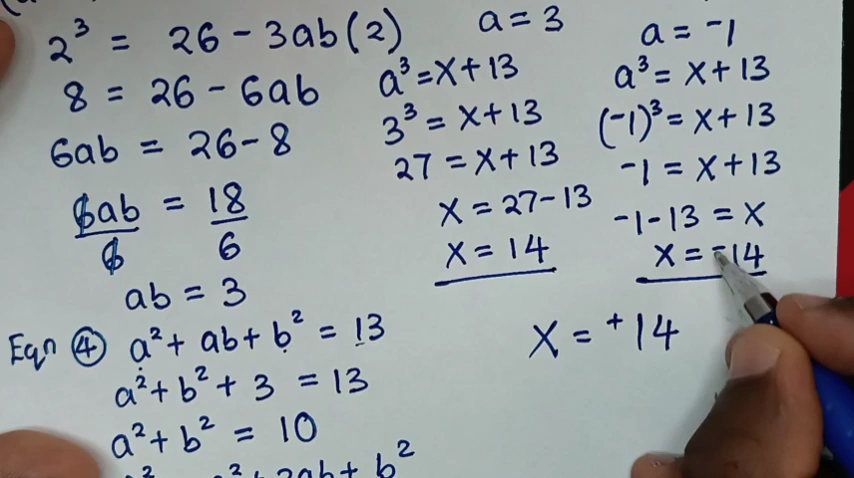 2³ = 26 - 3ab(2)
8 = 26 - 6ab
6ab = 26 - 8
6ab/6 = 18/6
ab = 3
Eqn ④ a² + ab + b² = 13
a² + b² + 3 = 13
a² + b² = 10
a = 3
a³ = x + 13
3³ = x + 13
27 = x + 13
x = 27 - 13
x = 14
a = -1
a³ = x + 13
(-1)³ = x + 13
-1 = x + 13
-1 - 13 = x
x = -14
x = +14